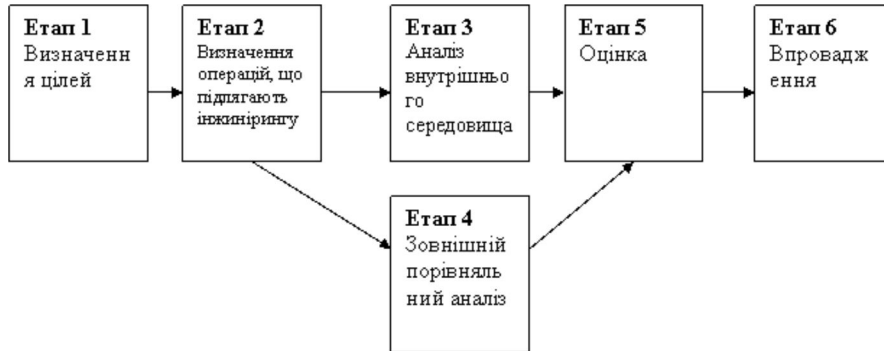 Етап 1
Визначенн
я цілей
Етап 2
Визначення
операцій, що
підлягають
інжинірингу
Етап 3
Аналіз
внутрішньо
го
середовища
Етап 5
Оцінка
Етап 6
Впровадж
ення
Етап 4
Зовнішній
порівняль
ний аналіз